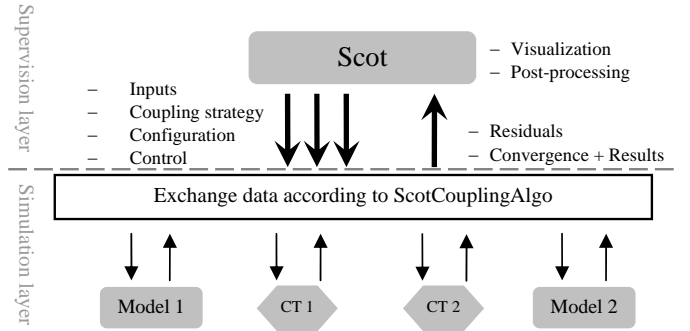 Supervision layer
Scot
– Visualization
– Post-processing
– Inputs
– Coupling strategy
– Configuration
– Control
– Residuals
– Convergence + Results
Simulation layer
Exchange data according to ScotCouplingAlgo
Model 1
CT 1
CT 2
Model 2